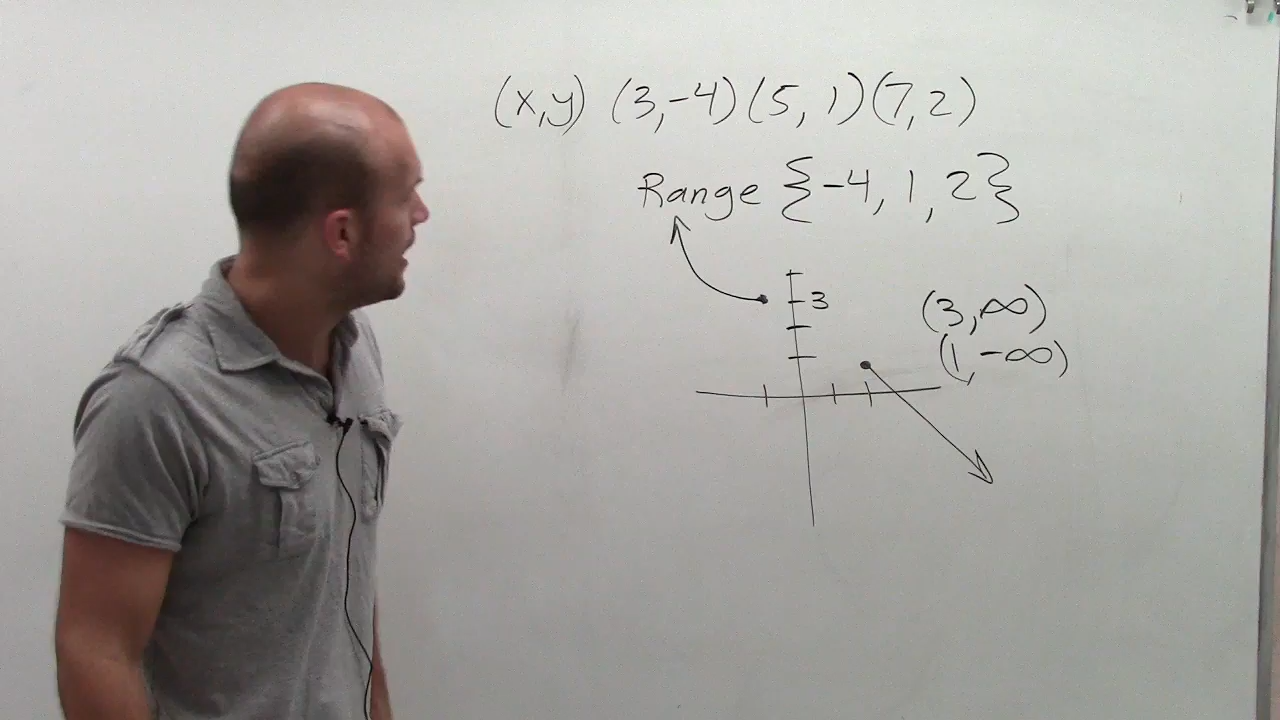 (x,y) (3,-4) (5, 1) (7,2)
Range {-4, 1, 2}
3
(3,∞)
(1, -∞)